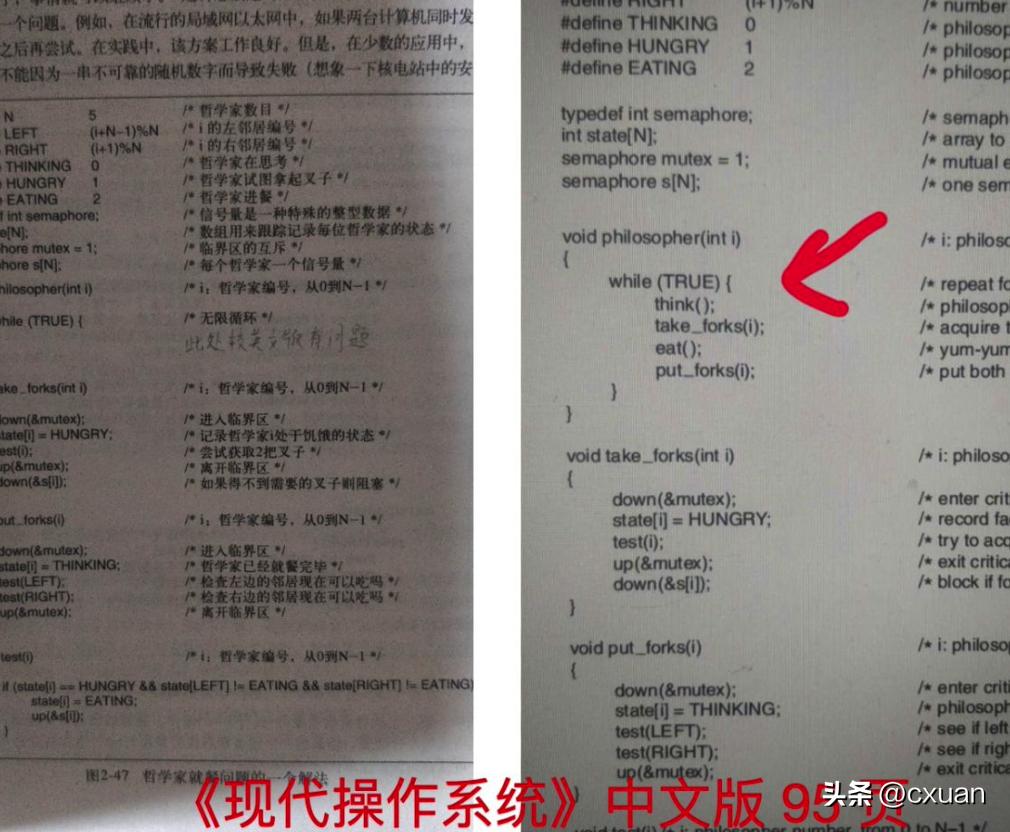 一个问题。例如，在流行的局域网以太网中，如果两台计算机同时发
之后再尝试。在实践中，该方案工作良好。但是，在少数的应用中，
不能因为一串不可靠的随机数字而导致失败（想象一下核电站中的安
N 5 /* 哲学家数目 */
LEFT (i+N−1)%N /* i 的左邻居编号 */
RIGHT (i+1)%N /* i 的右邻居编号 */
THINKING 0 /* 哲学家在思考 */
HUNGRY 1 /* 哲学家试图拿起叉子 */
EATING 2 /* 哲学家进餐 */
f int semaphore; /* 信号量是一种特殊的整型数据 */
e[N]; /* 数组用来跟踪记录每位哲学家的状态 */
hore mutex = 1; /* 临界区的互斥 */
hore s[N]; /* 每个哲学家一个信号量 */
hilosopher(int i) /* i：哲学家编号，从0到N−1 */
hile (TRUE) { /* 无限循环 */
此处较英文版有问题
ake_forks(int i) /* i：哲学家编号，从0到N−1 */
down(&mutex); /* 进入临界区 */
state[i] = HUNGRY; /* 记录哲学家i处于饥饿的状态 */
test(i); /* 尝试获取2把叉子 */
up(&mutex); /* 离开临界区 */
down(&s[i]); /* 如果得不到需要的叉子则阻塞 */
put_forks(i) /* i：哲学家编号，从0到N−1 */
down(&mutex); /* 进入临界区 */
state[i] = THINKING; /* 哲学家已经就餐完毕 */
test(LEFT); /* 检查左边的邻居现在可以吃吗 */
test(RIGHT); /* 检查右边的邻居现在可以吃吗 */
up(&mutex); /* 离开临界区 */
test(i) /* i：哲学家编号，从0到N−1 */
if (state[i] == HUNGRY && state[LEFT] != EATING && state[RIGHT] != EATING)
state[i] = EATING;
up(&s[i]);
}
图2-47 哲学家就餐问题的一个解法
#define RIGHT (i+1)%N /* number
#define THINKING 0 /* philosop
#define HUNGRY 1 /* philosop
#define EATING 2 /* philosop
typedef int semaphore; /* semaph
int state[N]; /* array to
semaphore mutex = 1; /* mutual e
semaphore s[N]; /* one sem
void philosopher(int i) /* i: philoso
{
while (TRUE) { /* repeat fo
think(); /* philosoph
take_forks(i); /* acquire t
eat(); /* yum-yum
put_forks(i); /* put both
}
}
void take_forks(int i) /* i: philoso
{
down(&mutex); /* enter crit
state[i] = HUNGRY; /* record fa
test(i); /* try to acq
up(&mutex); /* exit critica
down(&s[i]); /* block if fo
}
void put_forks(i) /* i: philoso
{
down(&mutex); /* enter criti
state[i] = THINKING; /* philosoph
test(LEFT); /* see if left
test(RIGHT); /* see if righ
up(&mutex); /* exit critica
}
《现代操作系统》中文版 95 页
头条 @cxuan